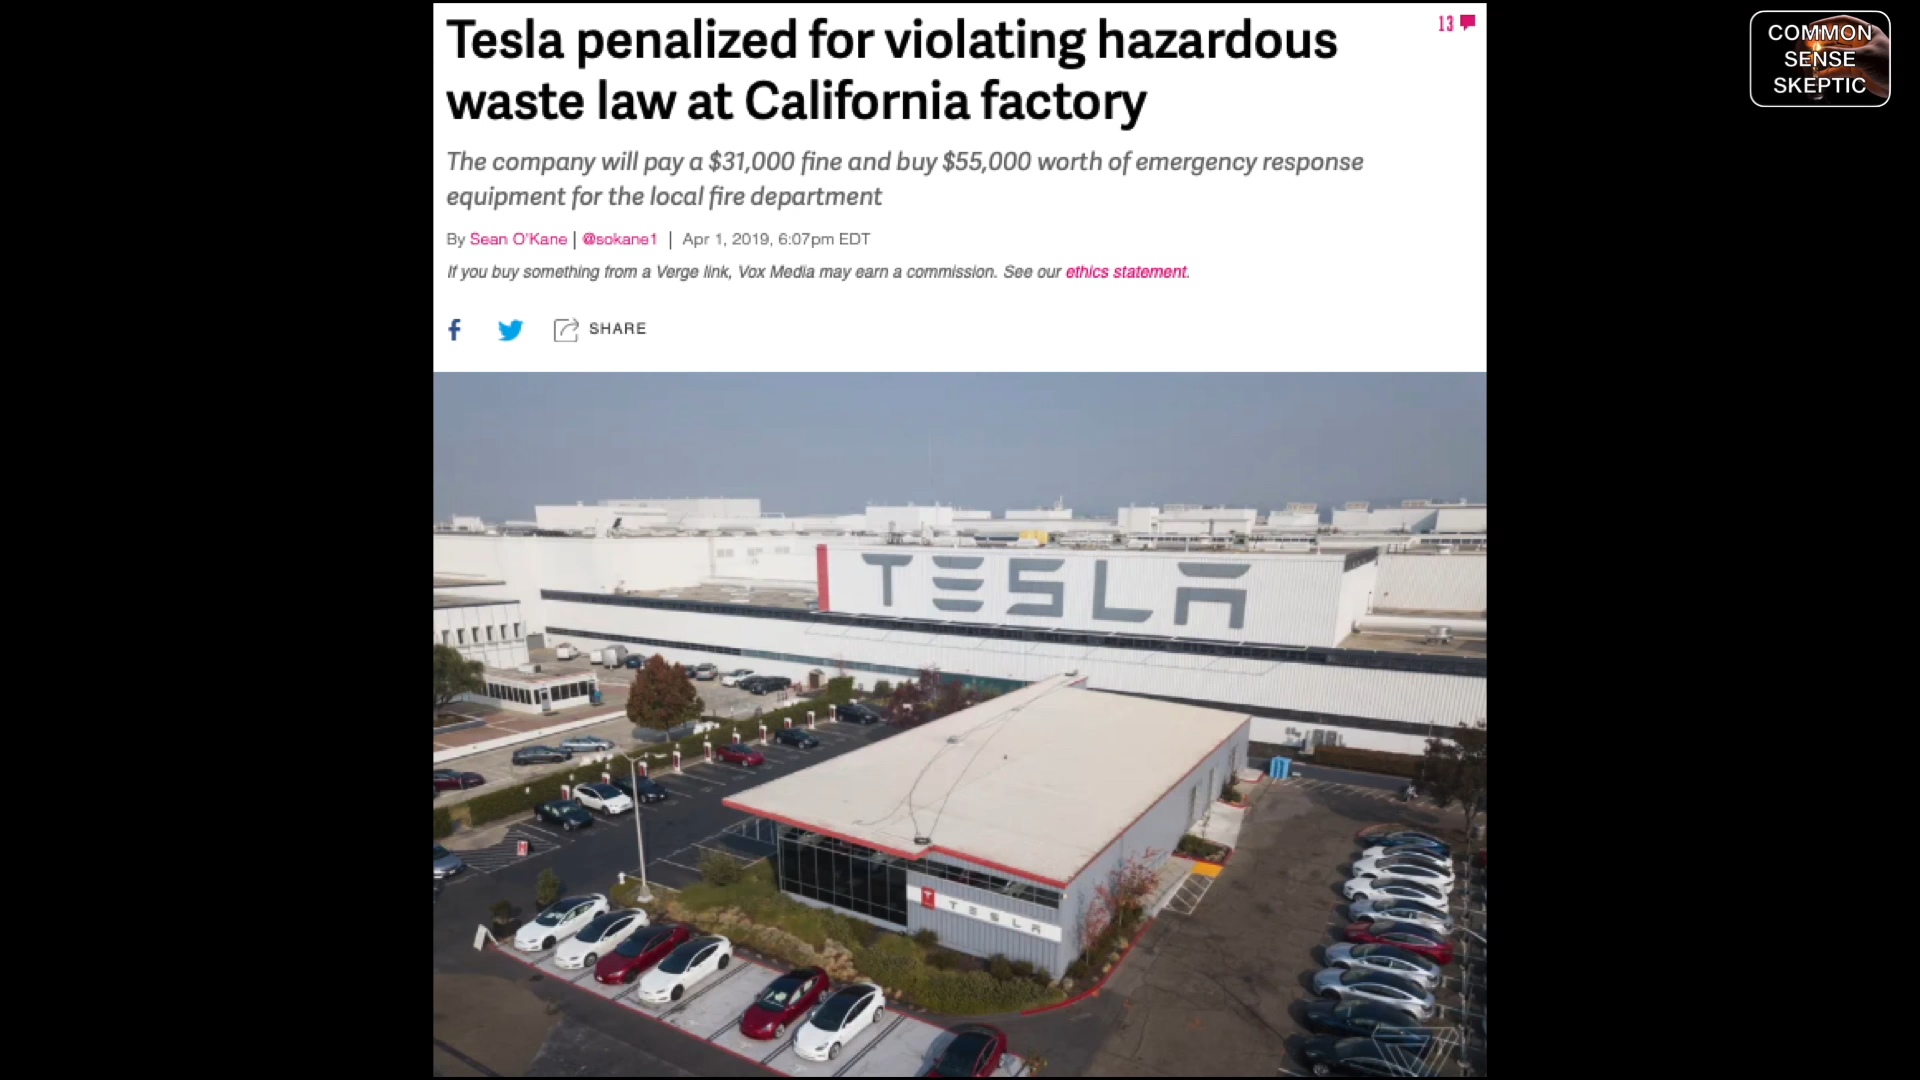 Tesla penalized for violating hazardous
waste law at California factory
13
The company will pay a $31,000 fine and buy $55,000 worth of emergency response
equipment for the local fire department
By Sean O'Kane | @sokane1 | Apr 1, 2019, 6:07pm EDT
If you buy something from a Verge link, Vox Media may earn a commission. See our ethics statement.
SHARE
TESLA
TESLA
COMMON
SENSE
SKEPTIC